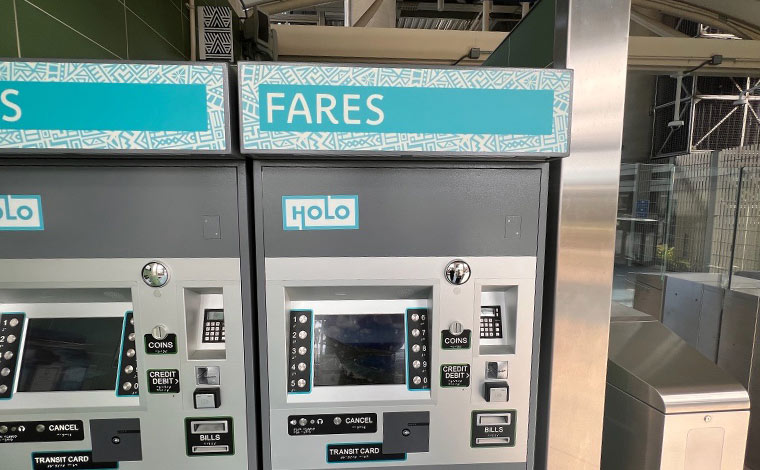 S
FARES
HOLO
OLO
1
2
3
4
5
6
7
8
9
0
COINS
COINS
CREDIT
DEBIT
CREDIT
DEBIT
CANCEL
CANCEL
BILLS
BILLS
TRANSIT CARD
TRANSIT CARD